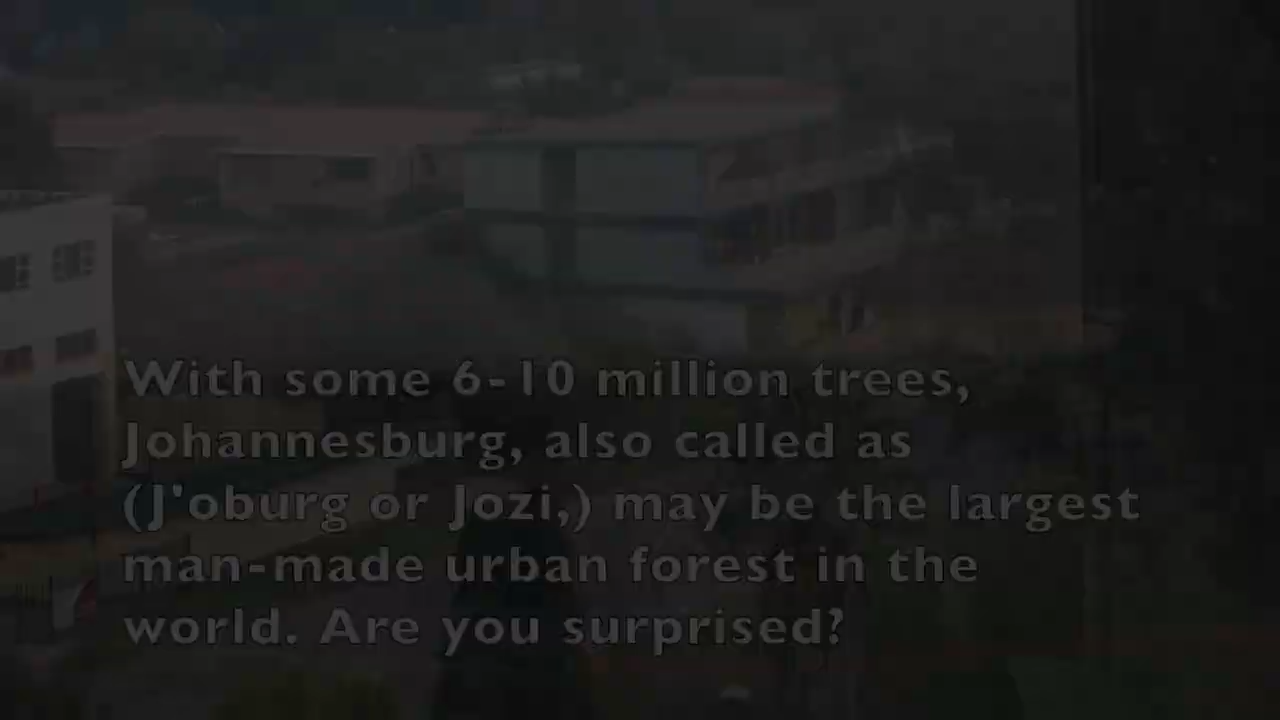 With some 6-10 million trees,
Johannesburg, also called as
(J'oburg or Jozi,) may be the largest
man-made urban forest in the
world. Are you surprised?